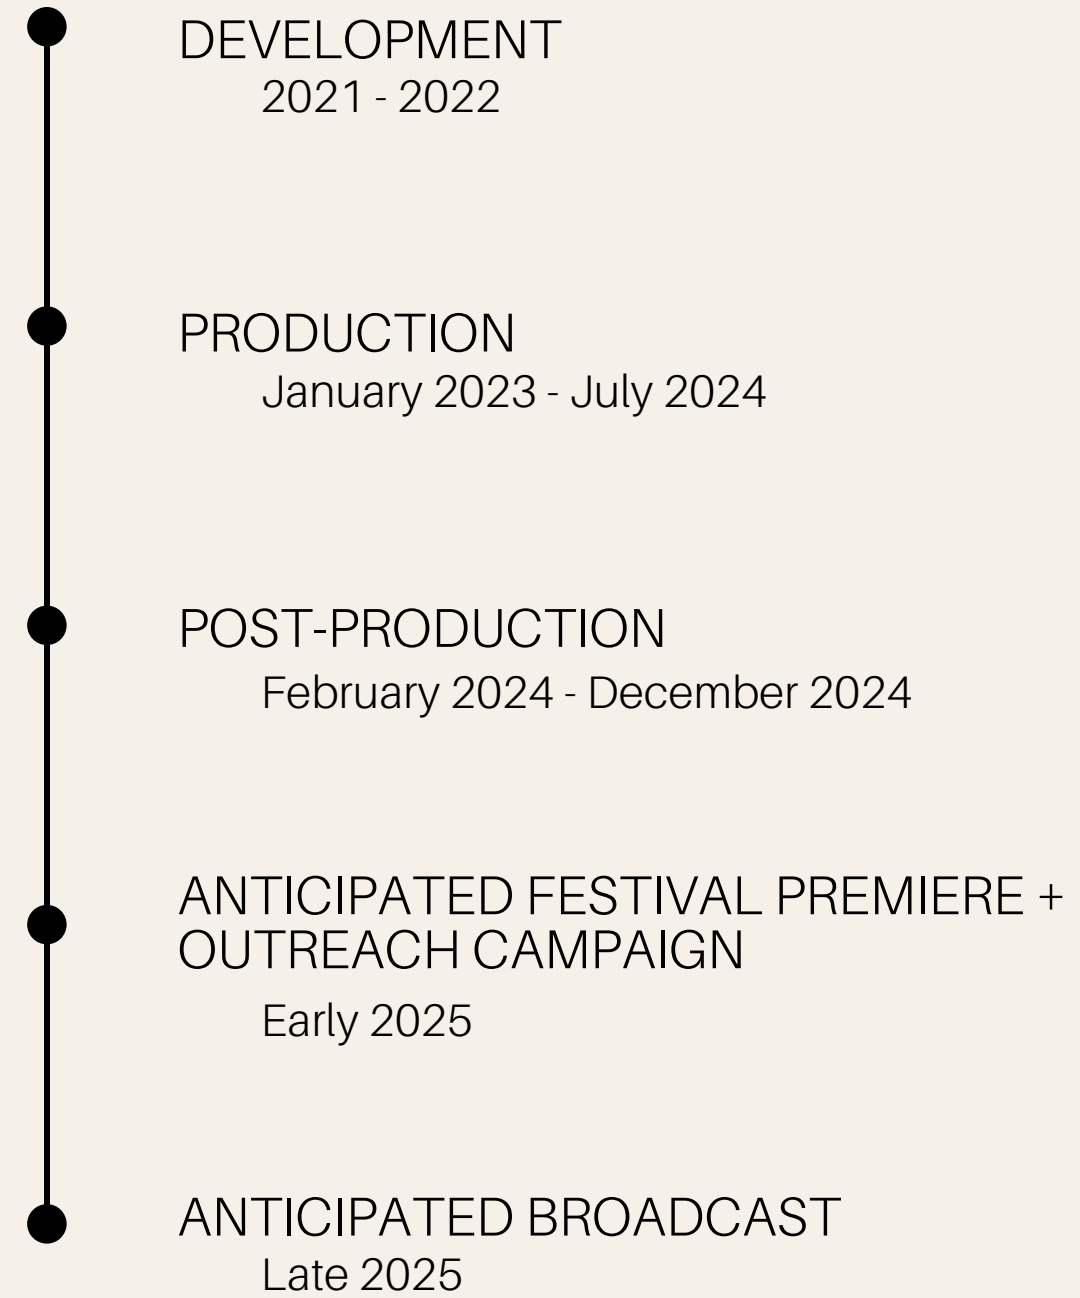 DEVELOPMENT
2021 - 2022
PRODUCTION
January 2023 - July 2024
POST-PRODUCTION
February 2024 - December 2024
ANTICIPATED FESTIVAL PREMIERE +
OUTREACH CAMPAIGN
Early 2025
ANTICIPATED BROADCAST
Late 2025